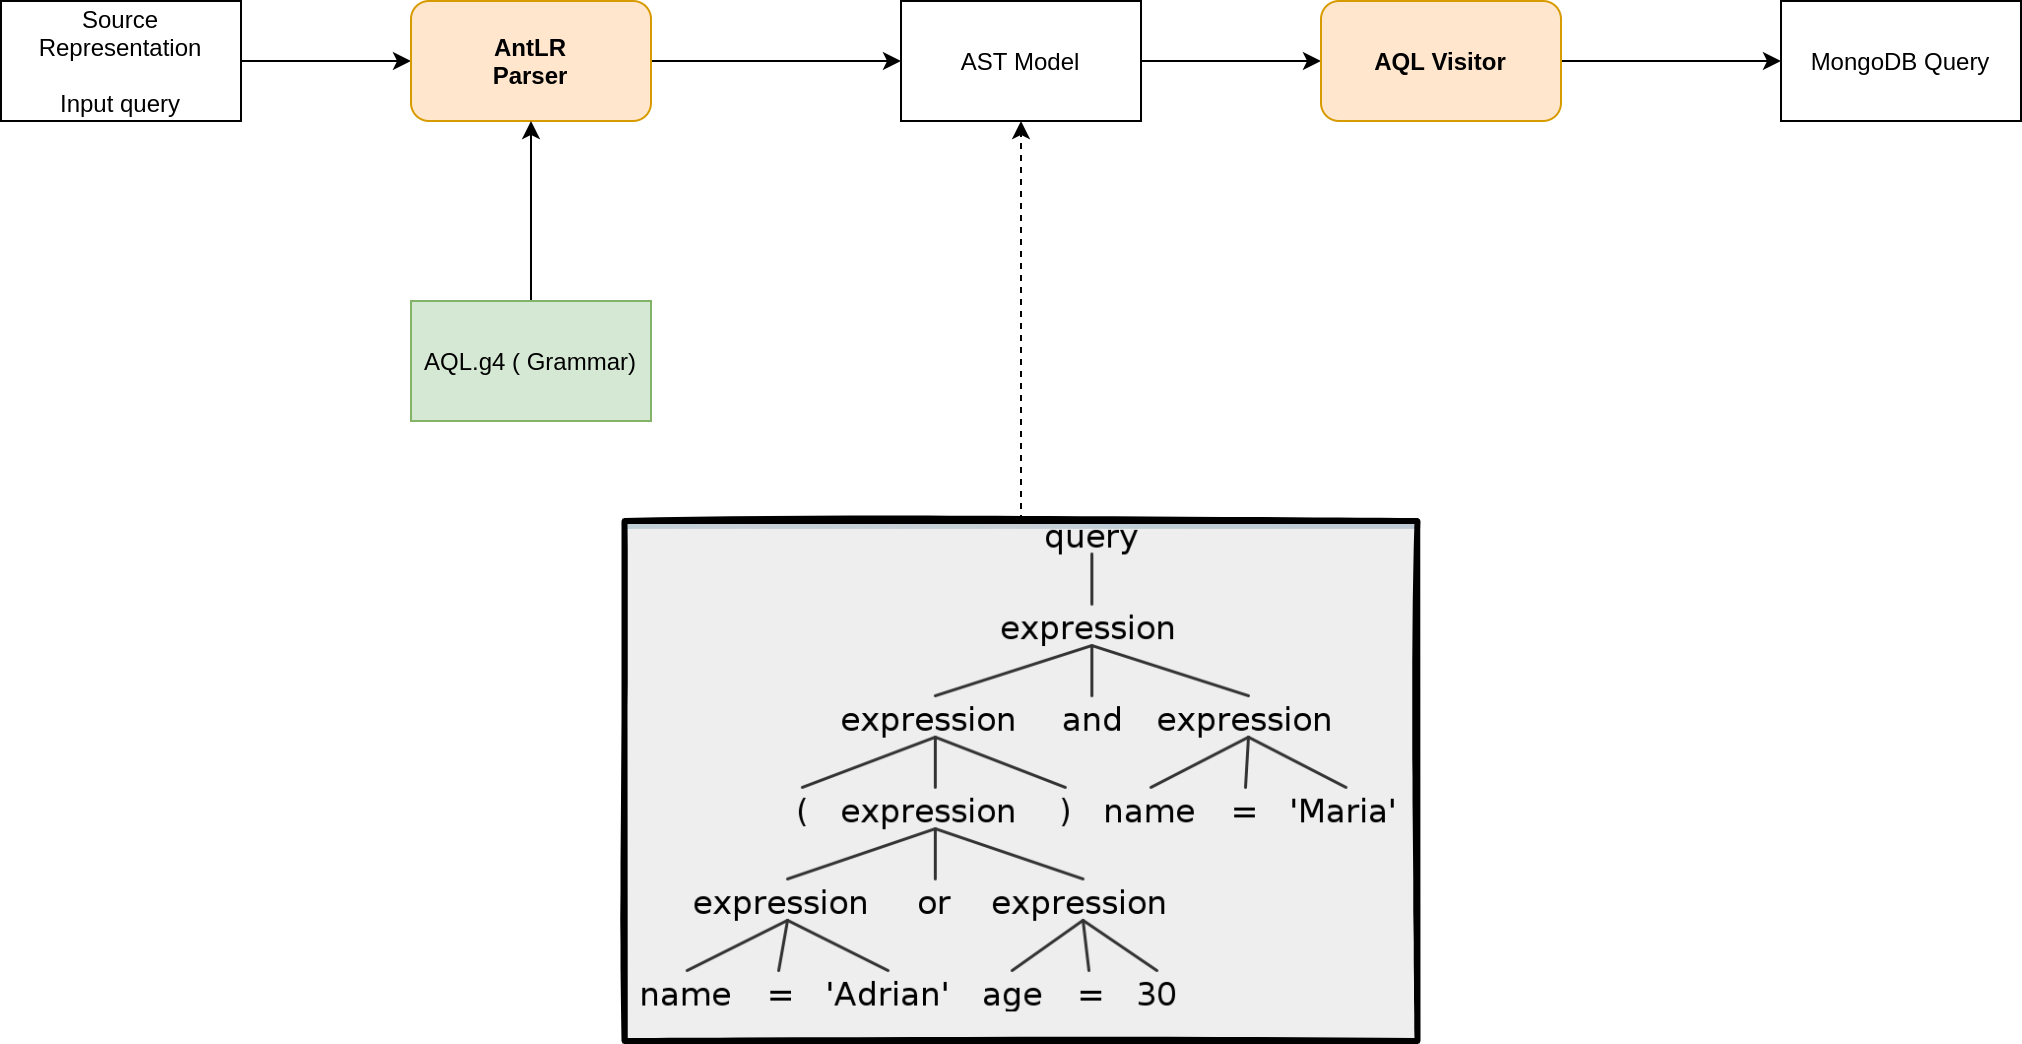 Source
Representation
Input query
AntLR
Parser
AST Model
AQL Visitor
MongoDB Query
AQL.g4 ( Grammar)
query
expression
expression and expression
( expression ) name = 'Maria'
expression or expression
name = 'Adrian' age = 30